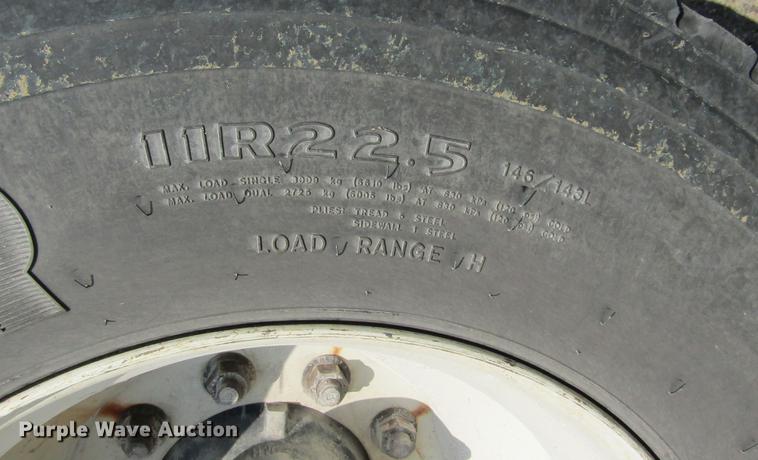 11R22.5 146/143L
MAX. LOAD SINGLE 3000 kg (6610 lbs) AT 830 kPa (120 psi) COLD
MAX. LOAD DUAL 2725 kg (6005 lbs) AT 830 kPa (120 psi) COLD
PLIES: TREAD 5 STEEL
SIDEWALL 1 STEEL
LOAD RANGE H
Purple Wave Auction